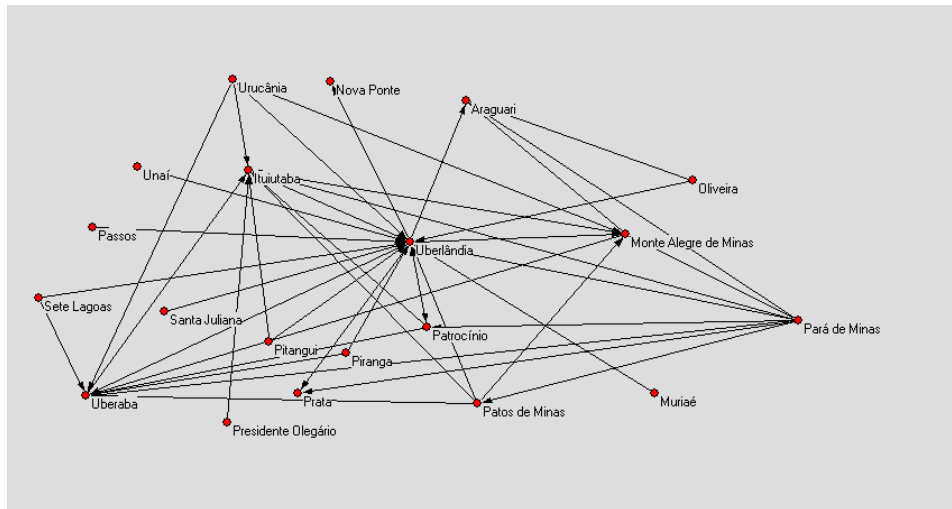 Urucânia
Nova Ponte
Araguari
Unaí
Ituiutaba
Oliveira
Passos
Uberlândia
Monte Alegre de Minas
Sete Lagoas
Santa Juliana
Patrocínio
Pará de Minas
Pitangui
Piranga
Uberaba
Prata
Patos de Minas
Muriaé
Presidente Olegário